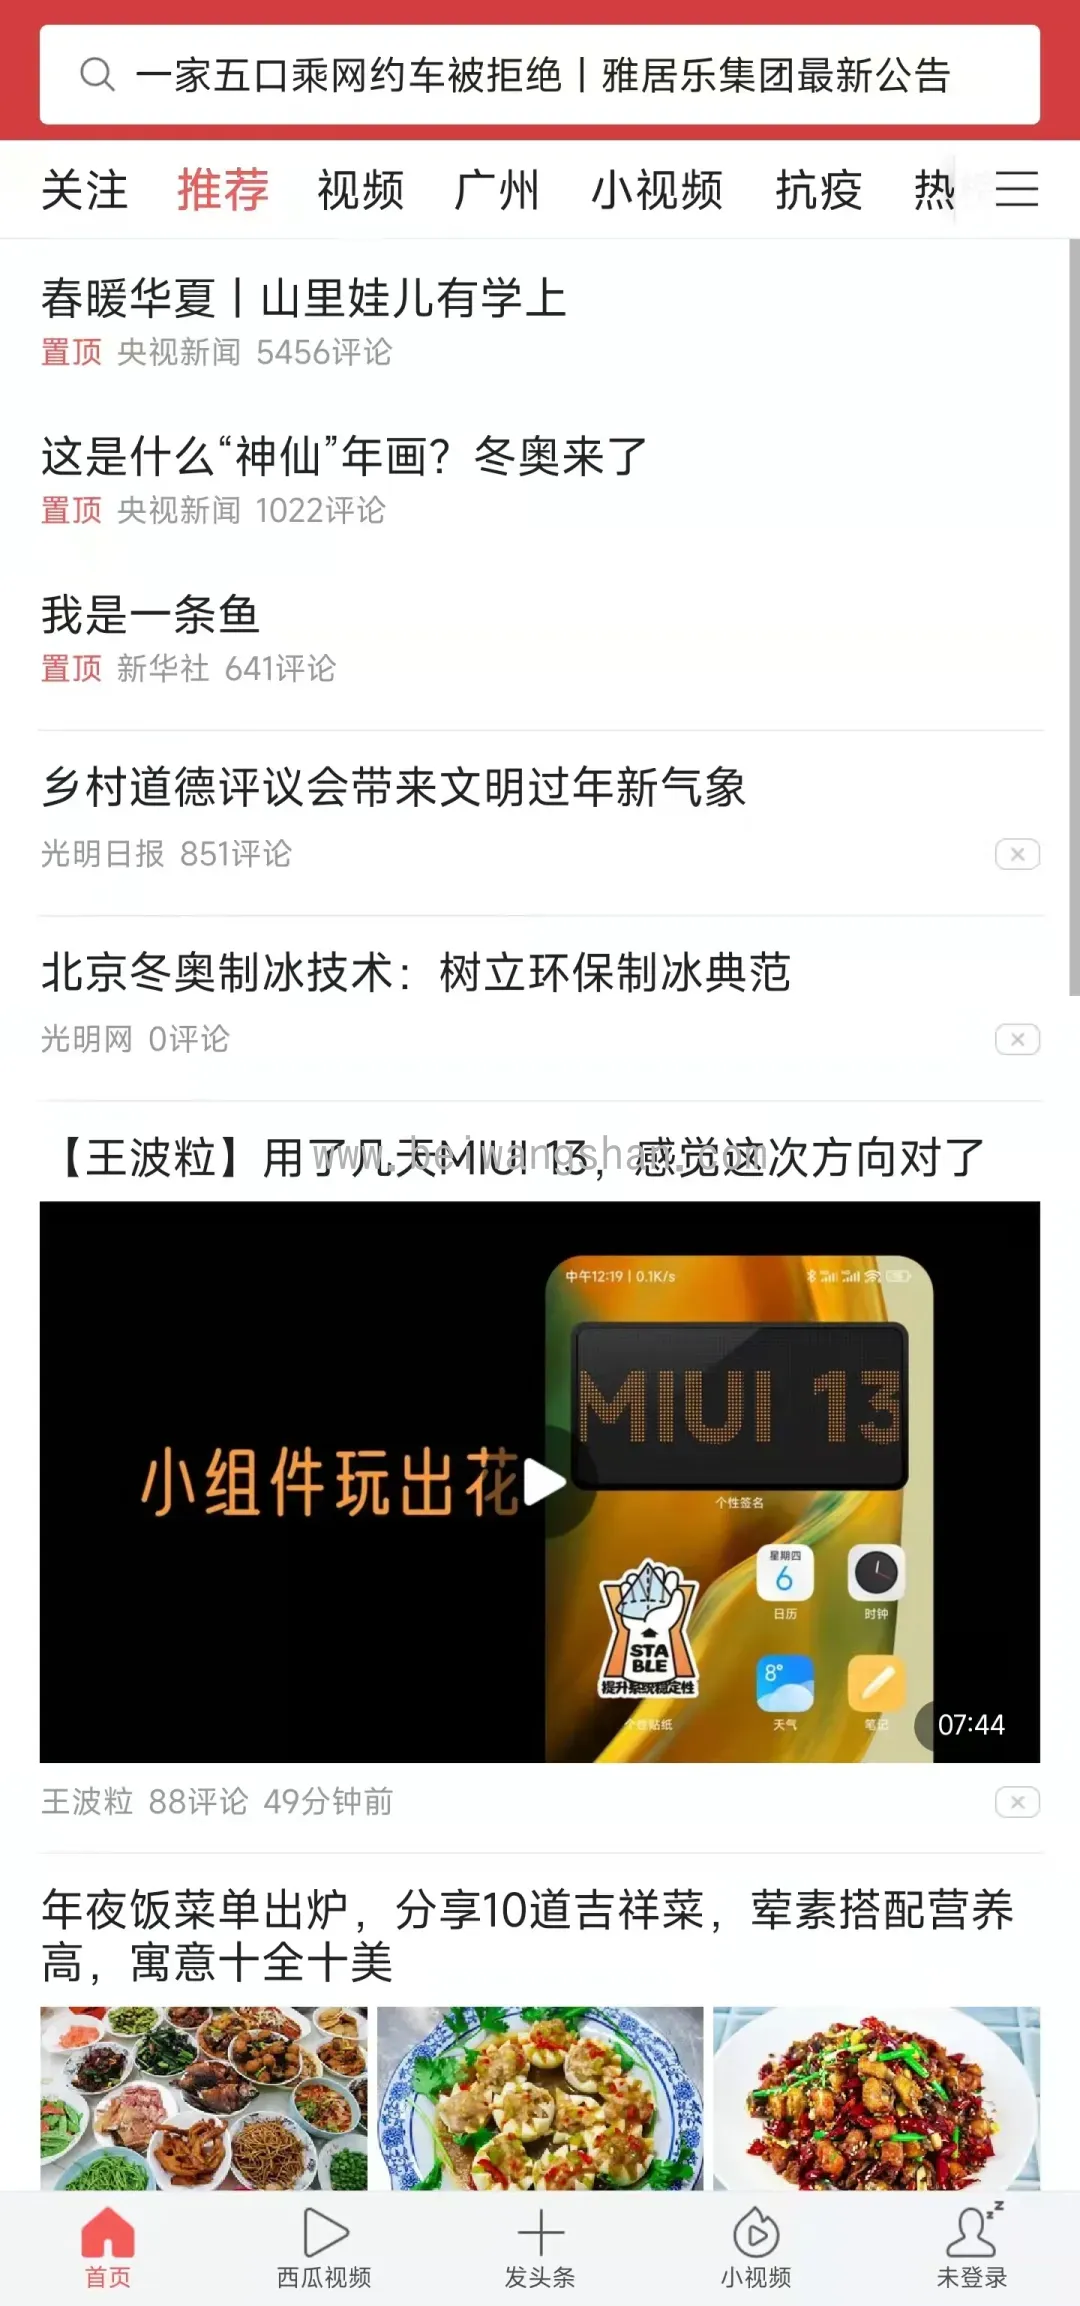 一家五口乘网约车被拒绝 | 雅居乐集团最新公告
关注 推荐 视频 广州 小视频 抗疫 热
春暖华夏丨山里娃儿有学上
置顶 央视新闻 5456评论
这是什么“神仙”年画？冬奥来了
置顶 央视新闻 1022评论
我是一条鱼
置顶 新华社 641评论
乡村道德评议会带来文明过年新气象
光明日报 851评论
北京冬奥制冰技术：树立环保制冰典范
光明网 0评论
【王波粒】用了几天MIUI 13，感觉这次方向对了
www.beiwangshan.com
中午12:19 | 0.1K/s
MIUI 13
小组件玩出花
个性签名
星期四
6
日历 时钟
STA
BLE
提升系统稳定性
8°
个性贴纸 天气 笔记
07:44
王波粒 88评论 49分钟前
年夜饭菜单出炉，分享10道吉祥菜，荤素搭配营养
高，寓意十全十美
首页 西瓜视频 发头条 小视频 未登录